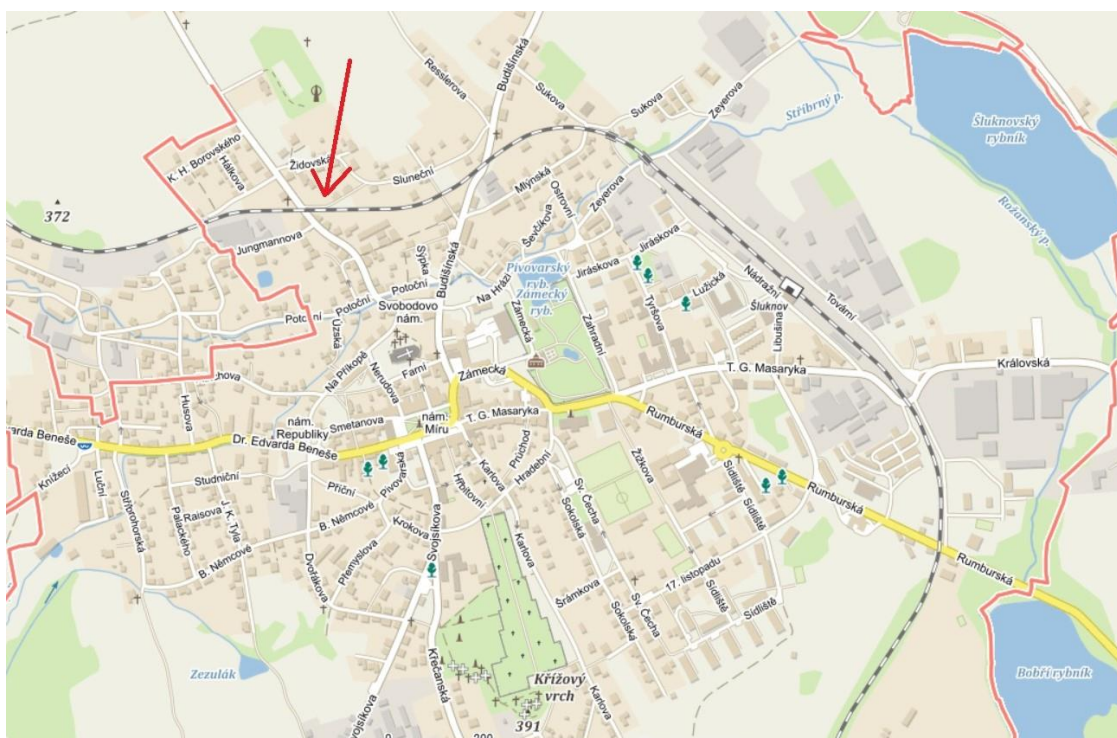 Resslerova
Budišínská
Sukova
Sukova
Zeyerova
Stříbrný p.
Šluknovský
rybník
Rožanský p.
K. H. Borovského
Hálkova
Židovská
Sluneční
Mlýnská
Ostrovní
Zeyerova
372
Jungmannova
Sýpka
Budišínská
Ševčíkova
Jiráskova
Jiráskova
Lužická
Nádražní
Šluknov
Tovární
Pivovarský
ryb.
Zámecký
ryb.
Na Hrázi
Potoční
Potoční
Potoční
Svobodovo
nám.
Úzská
Zámecká
Zahradní
Tyršova
Libušina
Královská
Na Příkopě
Farní
Nerudova
Zámecká
T. G. Masaryka
T. G. Masaryka
Husova
nám.
Republiky
Smetanova
nám.
Míru
Rumburská
Dr. Edvarda Beneše
Knížecí
Luční
Studniční
Příční
Pivovarská
Karlova
Hřbitovní
Průchod
Hradební
Žižkova
Sídliště
Sídliště
Rumburská
Rumburská
Stříbrohorská
Palackého
Raisova
J. K. Tyla
B. Němcové
B. Němcové
Krokova
Přemyslova
Dvořákova
Svojsíkova
Karlova
Sokolská
Sv. Čecha
Šrámkova
17. listopadu
Sídliště
Sídliště
Sokolská
Sv. Čecha
Zezulák
Křečanská
Svojsíkova
Křížový
vrch
391
Karlova
Bobří rybník